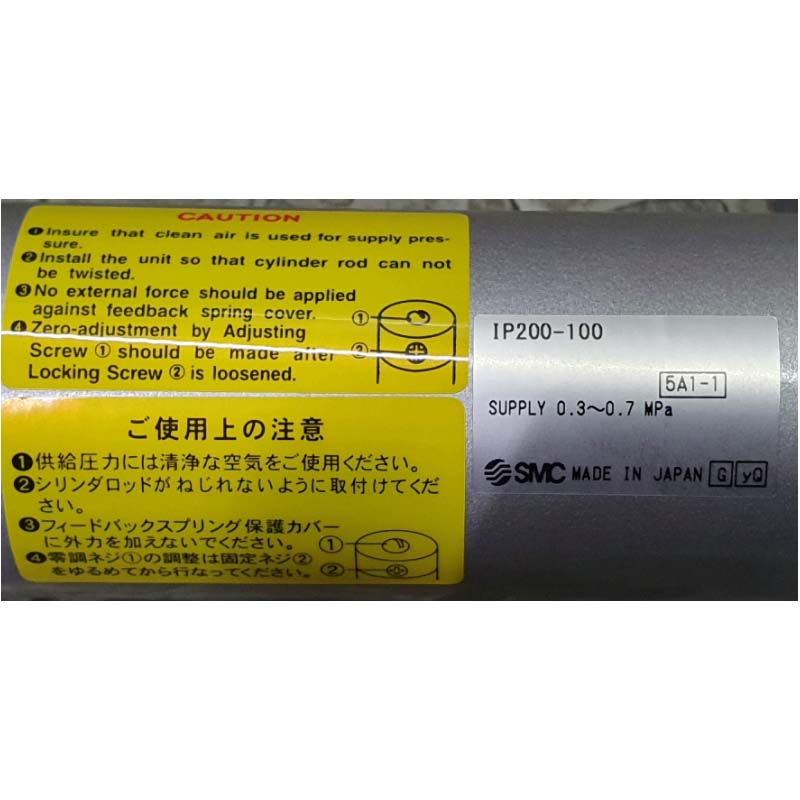 CAUTION
❶Insure that clean air is used for supply pres-
sure.
❷Install the unit so that cylinder rod can not
be twisted.
❸No external force should be applied
against feedback spring cover.
❹Zero-adjustment by Adjusting
Screw ① should be made after
Locking Screw ② is loosened.
①
②
ご使用上の注意
❶供給圧力には清浄な空気をご使用ください。
❷シリンダロッドがねじれないように取付けてくだ
さい。
❸フィードバックスプリング保護カバー
に外力を加えないでください。
❹零調ネジ①の調整は固定ネジ②
をゆるめてから行なってください。
①
②
IP200-100
5A1-1
SUPPLY 0.3～0.7 MPa
SMC MADE IN JAPAN G yQ